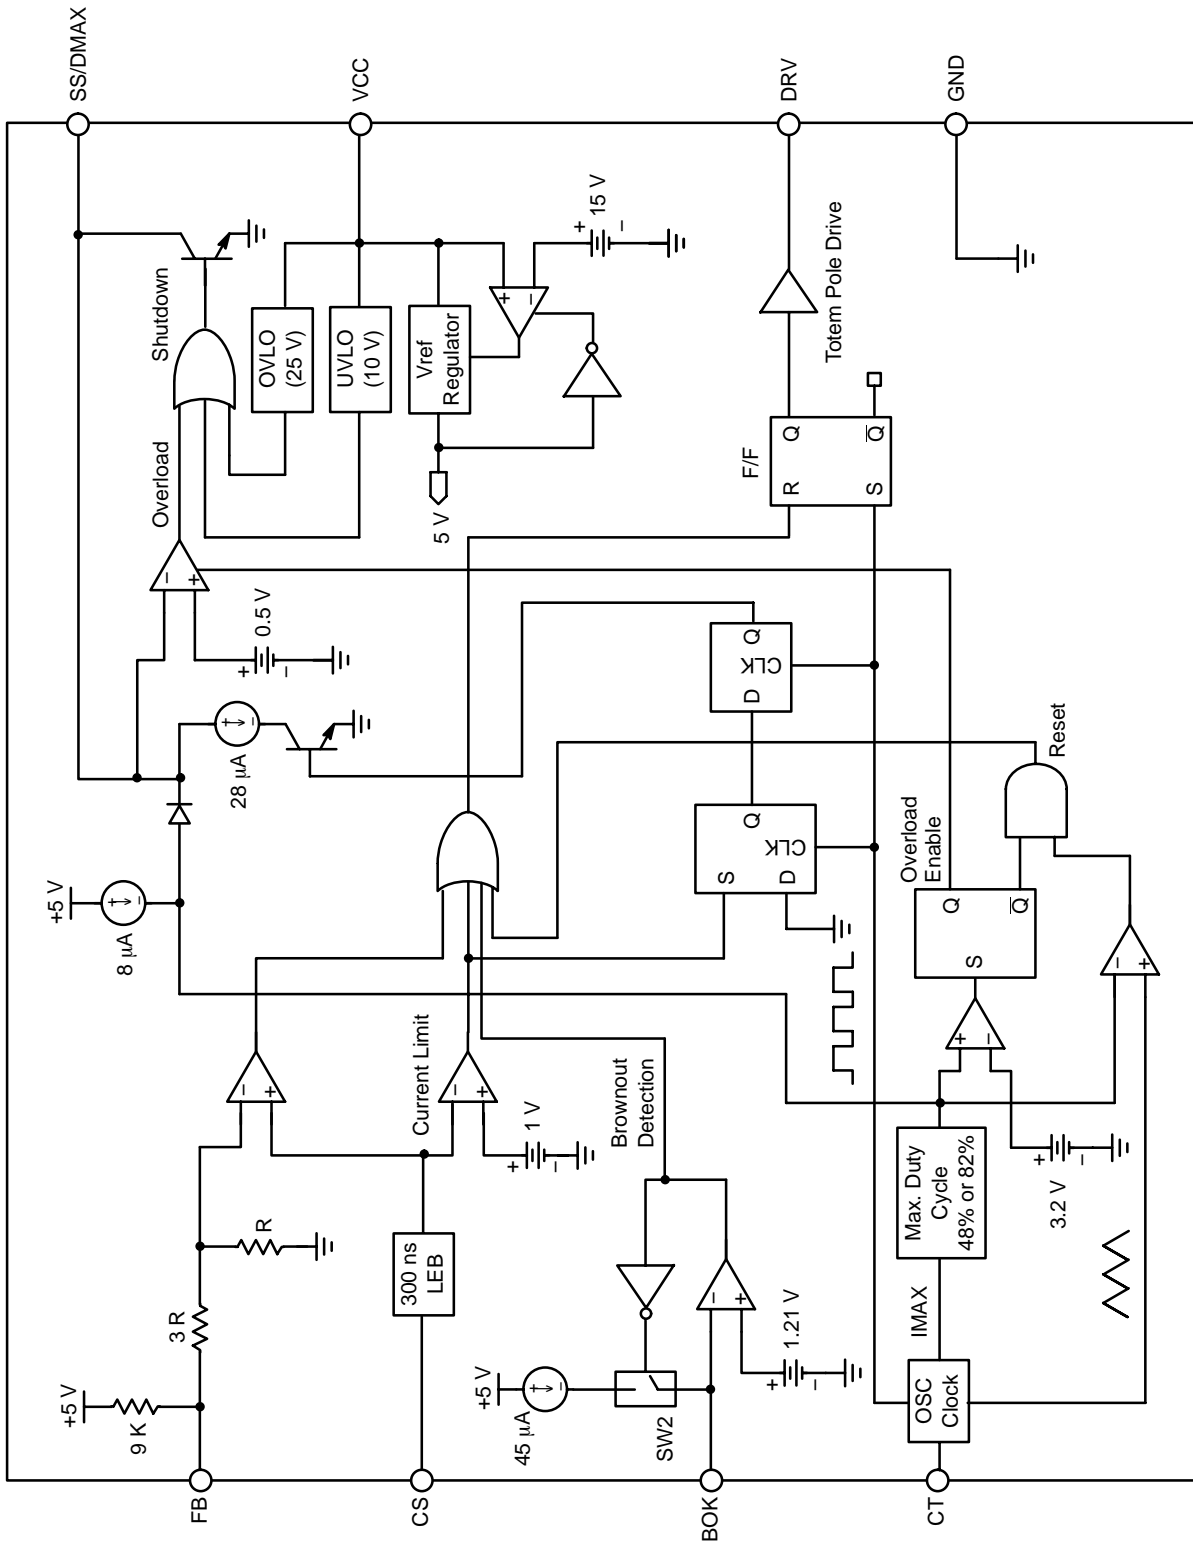 SS/DMAX
VCC
DRV
GND
FB
CS
BOK
CT
+5 V
9 K
3 R
R
+5 V
8 µA
28 µA
+
−
0.5 V
−
+
Overload
Shutdown
OVLO
(25 V)
UVLO
(10 V)
Vref
Regulator
5 V
+
−
+
15 V
−
−
+
300 ns
LEB
Current Limit
−
+
+
1 V
−
Brownout
Detection
+5 V
45 µA
SW2
−
+
+
1.21 V
−
S
D
Q
CLK
D
Q
CLK
F/F
R
Q
S
Q
Totem Pole Drive
OSC
Clock
IMAX
Max. Duty
Cycle
48% or 82%
+
3.2 V
−
+
−
S
Q
Q
Overload
Enable
−
+
Reset